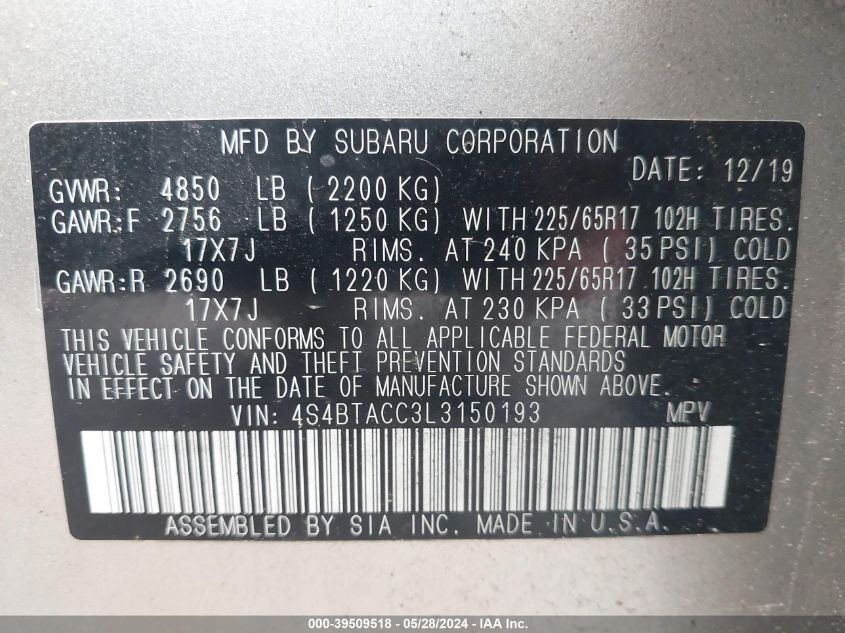 MFD BY SUBARU CORPORATION
DATE: 12/19
GVWR: 4850 LB ( 2200 KG)
GAWR:F 2756 LB ( 1250 KG) WITH 225/65R17 102H TIRES.
17X7J RIMS. AT 240 KPA ( 35 PSI) COLD
GAWR:R 2690 LB ( 1220 KG) WITH 225/65R17 102H TIRES.
17X7J RIMS. AT 230 KPA ( 33 PSI) COLD
THIS VEHICLE CONFORMS TO ALL APPLICABLE FEDERAL MOTOR
VEHICLE SAFETY AND THEFT PREVENTION STANDARDS
IN EFFECT ON THE DATE OF MANUFACTURE SHOWN ABOVE.
VIN: 4S4BTACC3L3150193 MPV
ASSEMBLED BY SIA INC. MADE IN U.S.A.
000-39509518 - 05/28/2024 - IAA Inc.